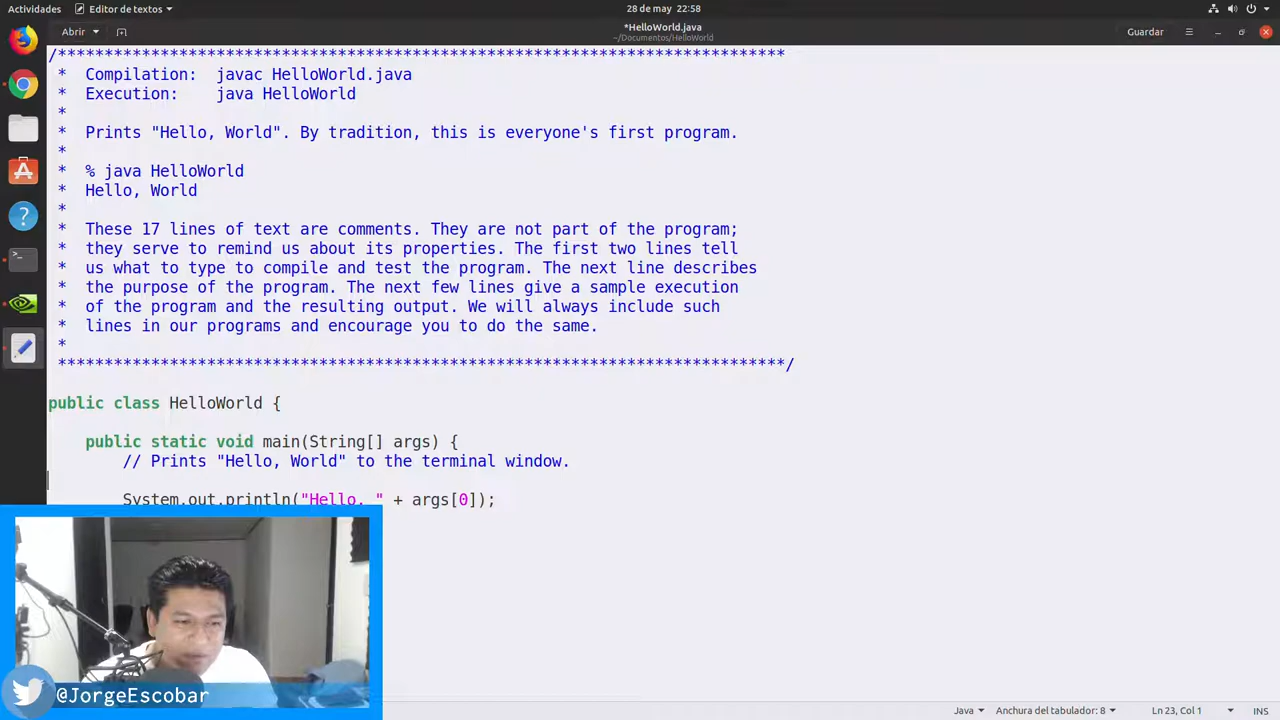 Actividades
Editor de textos
28 de may 22:58
Abrir
*HelloWorld.java
~/Documentos/HelloWorld
Guardar
/******************************************************************************
*  Compilation:  javac HelloWorld.java
*  Execution:    java HelloWorld
*
*  Prints "Hello, World". By tradition, this is everyone's first program.
*
*  % java HelloWorld
*  Hello, World
*
*  These 17 lines of text are comments. They are not part of the program;
*  they serve to remind us about its properties. The first two lines tell
*  us what to type to compile and test the program. The next line describes
*  the purpose of the program. The next few lines give a sample execution
*  of the program and the resulting output. We will always include such
*  lines in our programs and encourage you to do the same.
*
******************************************************************************/
public class HelloWorld {
public static void main(String[] args) {
// Prints "Hello, World" to the terminal window.
System.out.println("Hello, " + args[0]);
@JorgeEscobar
Java
Anchura del tabulador: 8
Ln 23, Col 1
INS